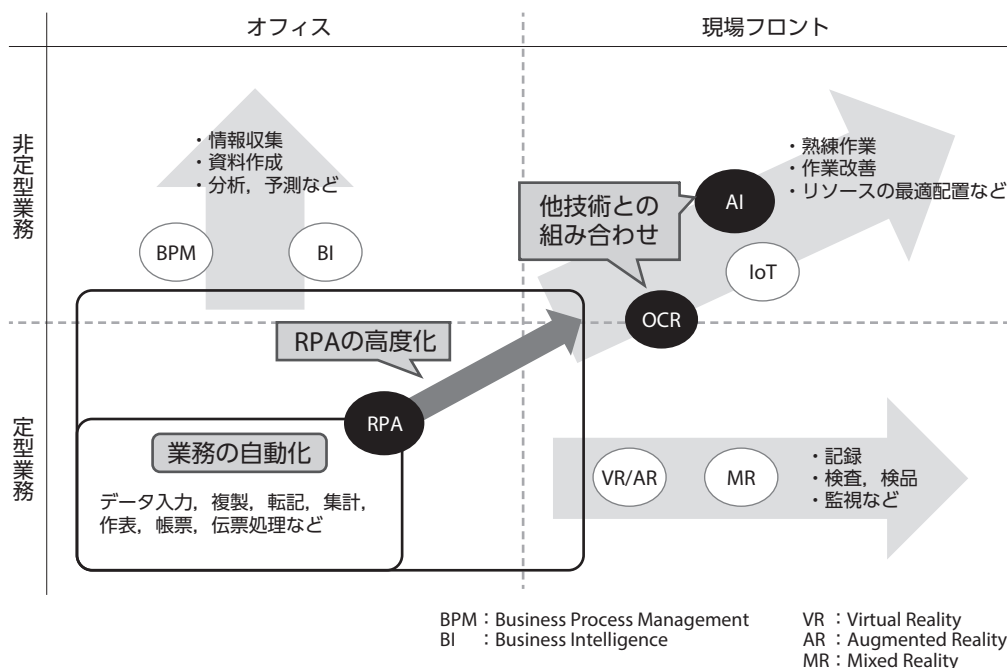 オフィス
現場フロント
非定型業務
・情報収集
・資料作成
・分析，予測など
BPM
BI
・熟練作業
・作業改善
・リソースの最適配置など
他技術との
組み合わせ
AI
IoT
OCR
RPAの高度化
定型業務
RPA
業務の自動化
データ入力，複製，転記，集計，
作表，帳票，伝票処理など
VR/AR
MR
・記録
・検査，検品
・監視など
BPM：Business Process Management
BI：Business Intelligence
VR：Virtual Reality
AR：Augmented Reality
MR：Mixed Reality